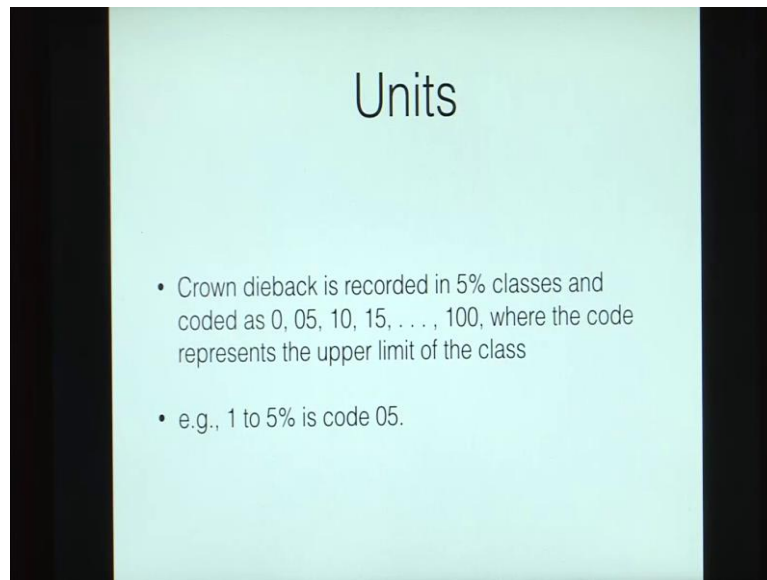 Units
• Crown dieback is recorded in 5% classes and
coded as 0, 05, 10, 15, . . . , 100, where the code
represents the upper limit of the class
• e.g., 1 to 5% is code 05.